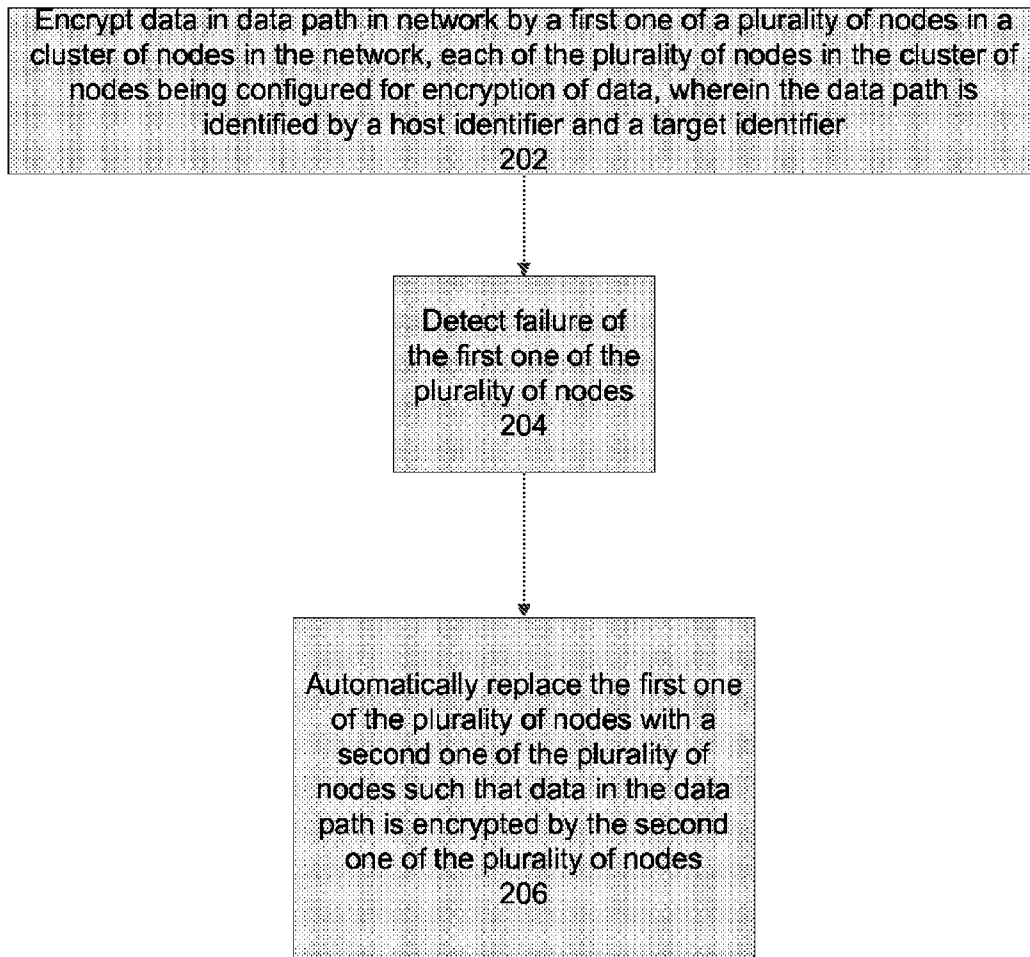 Encrypt data in data path in network by a first one of a plurality of nodes in a
cluster of nodes in the network, each of the plurality of nodes in the cluster of
nodes being configured for encryption of data, wherein the data path is
identified by a host identifier and a target identifier
202
Detect failure of
the first one of the
plurality of nodes
204
Automatically replace the first one
of the plurality of nodes with a
second one of the plurality of
nodes such that data in the data
path is encrypted by the second
one of the plurality of nodes
206